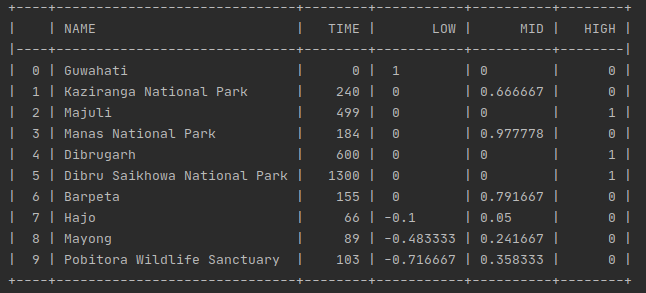 +----+------------------------------+--------+-----------+----------+--------+
|    | NAME                         |   TIME |       LOW |      MID |   HIGH |
|----+------------------------------+--------+-----------+----------+--------|
|  0 | Guwahati                     |      0 |  1        | 0        |      0 |
|  1 | Kaziranga National Park      |    240 |  0        | 0.666667 |      0 |
|  2 | Majuli                       |    499 |  0        | 0        |      1 |
|  3 | Manas National Park          |    184 |  0        | 0.977778 |      0 |
|  4 | Dibrugarh                    |    600 |  0        | 0        |      1 |
|  5 | Dibru Saikhowa National Park |   1300 |  0        | 0        |      1 |
|  6 | Barpeta                      |    155 |  0        | 0.791667 |      0 |
|  7 | Hajo                         |     66 | -0.1      | 0.05     |      0 |
|  8 | Mayong                       |     89 | -0.483333 | 0.241667 |      0 |
|  9 | Pobitora Wildlife Sanctuary  |    103 | -0.716667 | 0.358333 |      0 |
+----+------------------------------+--------+-----------+----------+--------+